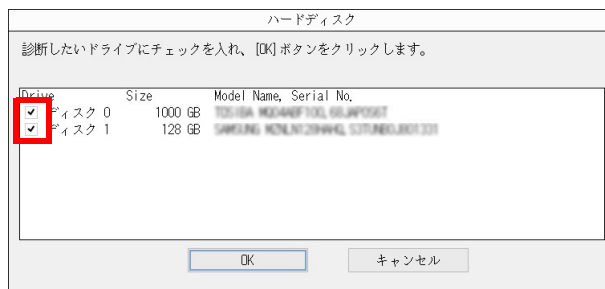 ハードディスク
診断したいドライブにチェックを入れ、[OK]ボタンをクリックします。
Drive Size Model Name, Serial No.
ディスク 0 1000 GB
ディスク 1 128 GB
OK キャンセル